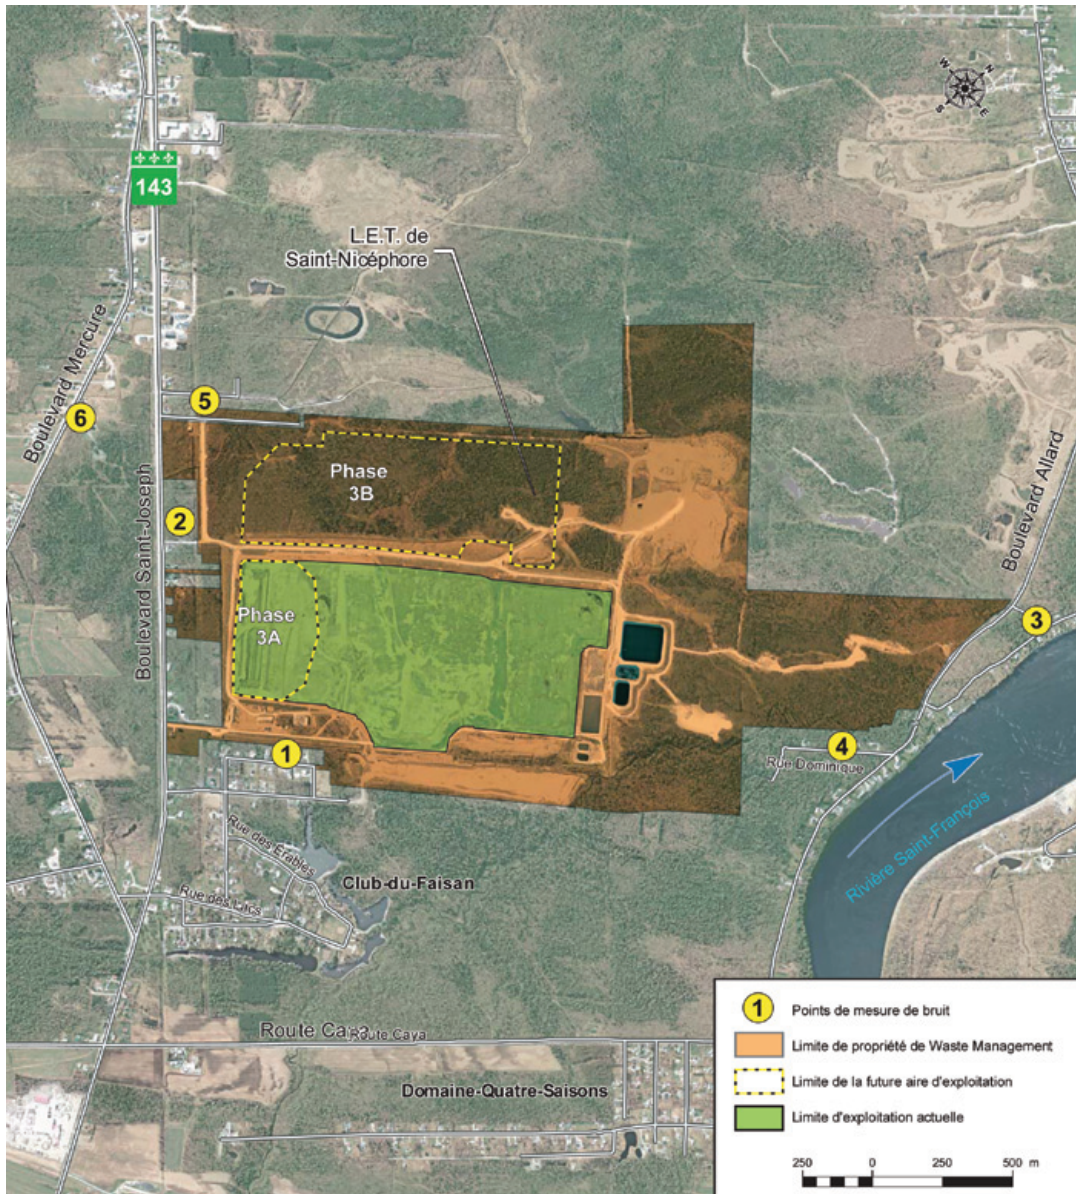 N
W
E
S
143
L.E.T. de
Saint-Nicéphore
Boulevard Mercure
5
6
Boulevard Allard
Phase
3B
Boulevard Saint-Joseph
2
Phase
3A
3
1
4
Rue Dominique
Rivière Saint-François
Rue des Érables
Club-du-Faisan
Rue des Lacs
Route Caya
Route Caya
Domaine-Quatre-Saisons
1 Points de mesure de bruit
Limite de propriété de Waste Management
Limite de la future aire d'exploitation
Limite d'exploitation actuelle
250 0 250 500 m